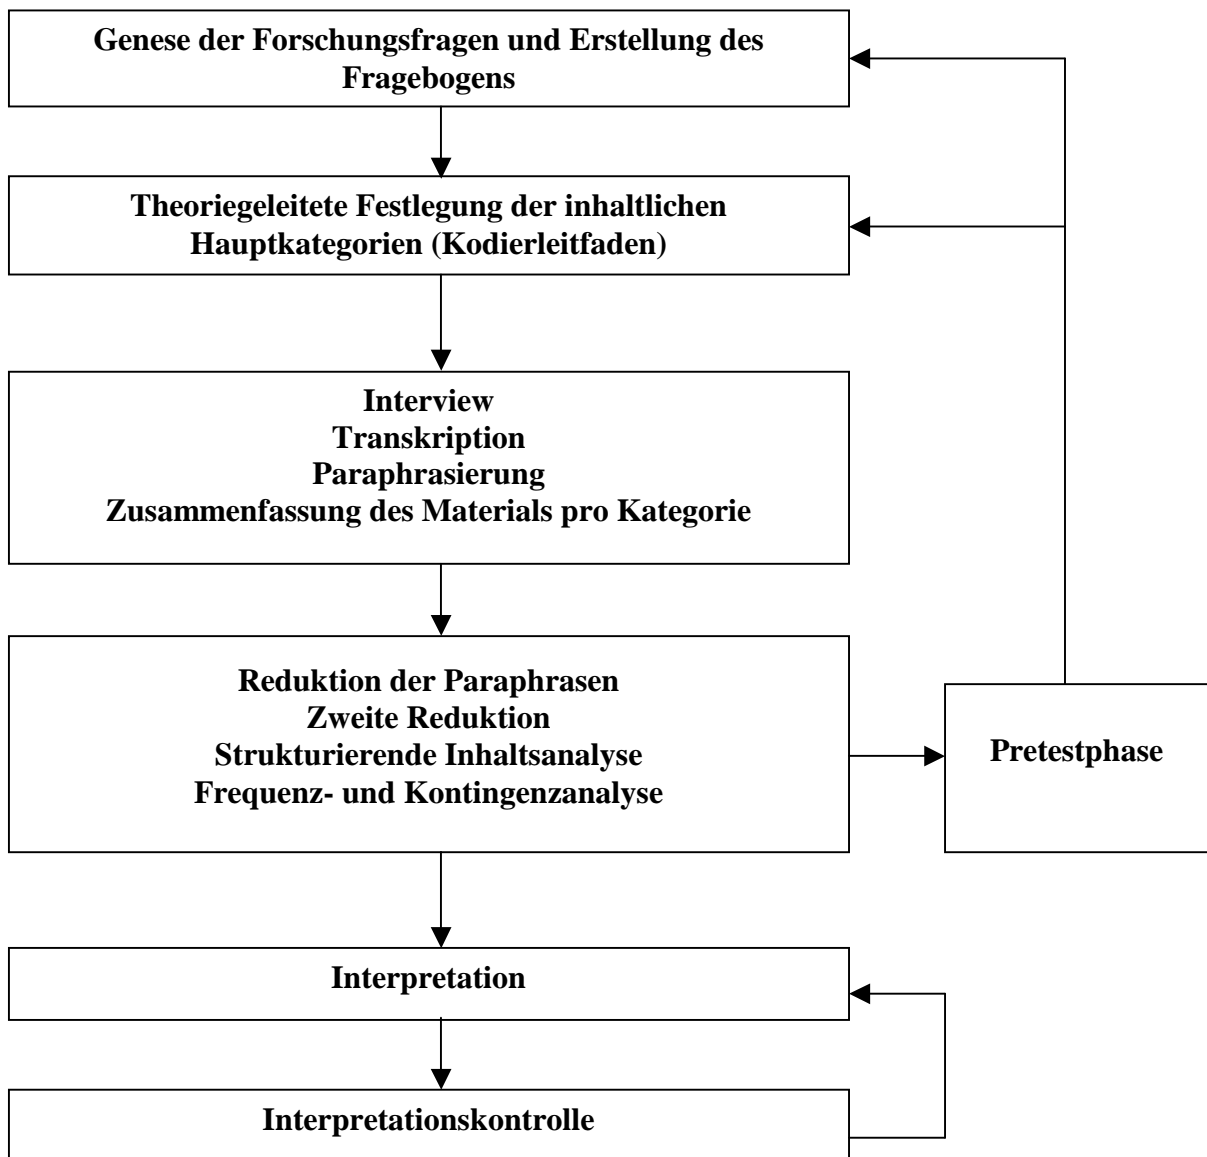 Genese der Forschungsfragen und Erstellung des
Fragebogens
Theoriegeleitete Festlegung der inhaltlichen
Hauptkategorien (Kodierleitfaden)
Interview
Transkription
Paraphrasierung
Zusammenfassung des Materials pro Kategorie
Reduktion der Paraphrasen
Zweite Reduktion
Strukturierende Inhaltsanalyse
Frequenz- und Kontingenzanalyse
Pretestphase
Interpretation
Interpretationskontrolle